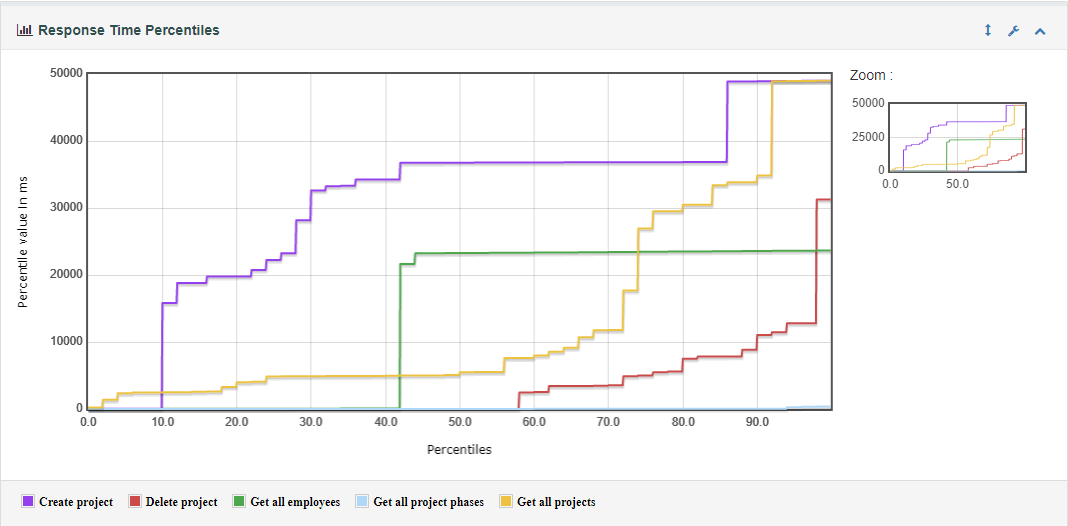 Response Time Percentiles
Zoom :
50000
40000
30000
20000
10000
0
Percentile value in ms
0.0 10.0 20.0 30.0 40.0 50.0 60.0 70.0 80.0 90.0
Percentiles
50000
25000
0
0.0 50.0
Create project Delete project Get all employees Get all project phases Get all projects